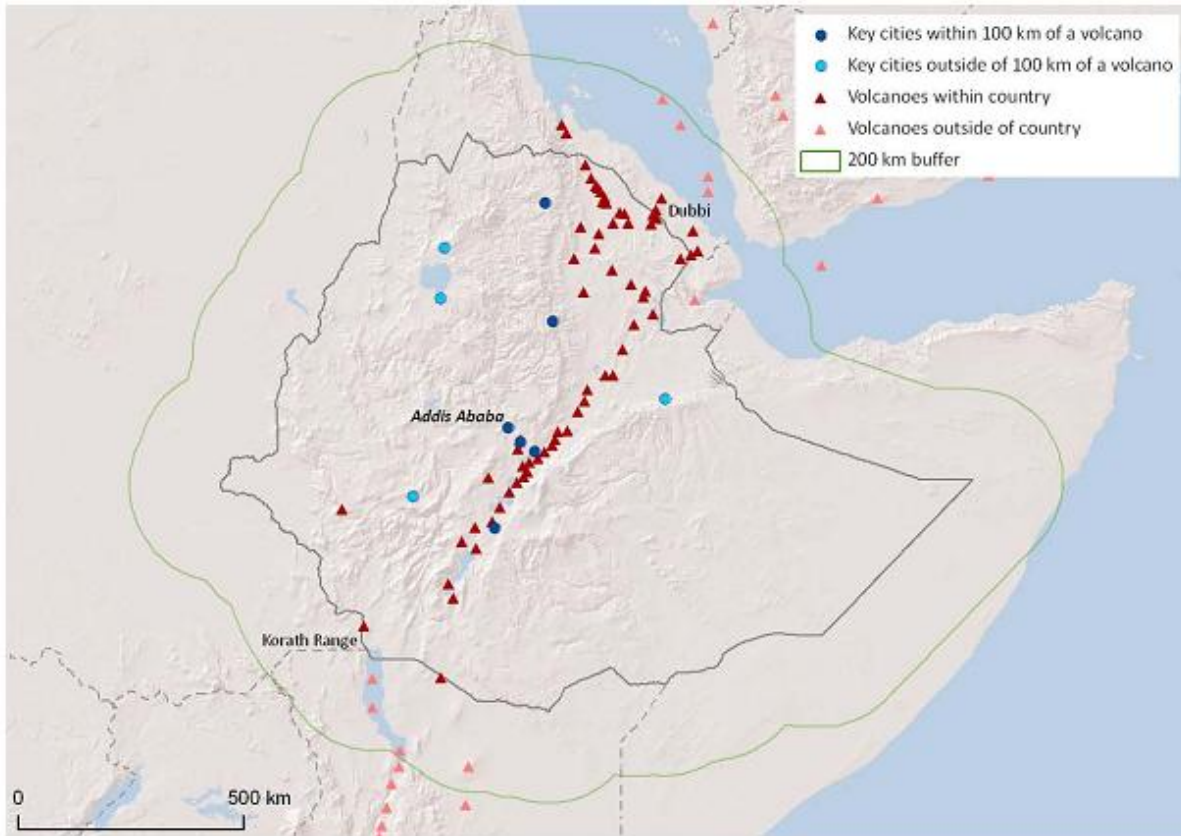 Key cities within 100 km of a volcano
Key cities outside of 100 km of a volcano
Volcanoes within country
Volcanoes outside of country
200 km buffer
Dubbi
Addis Ababa
Korath Range
0
500 km